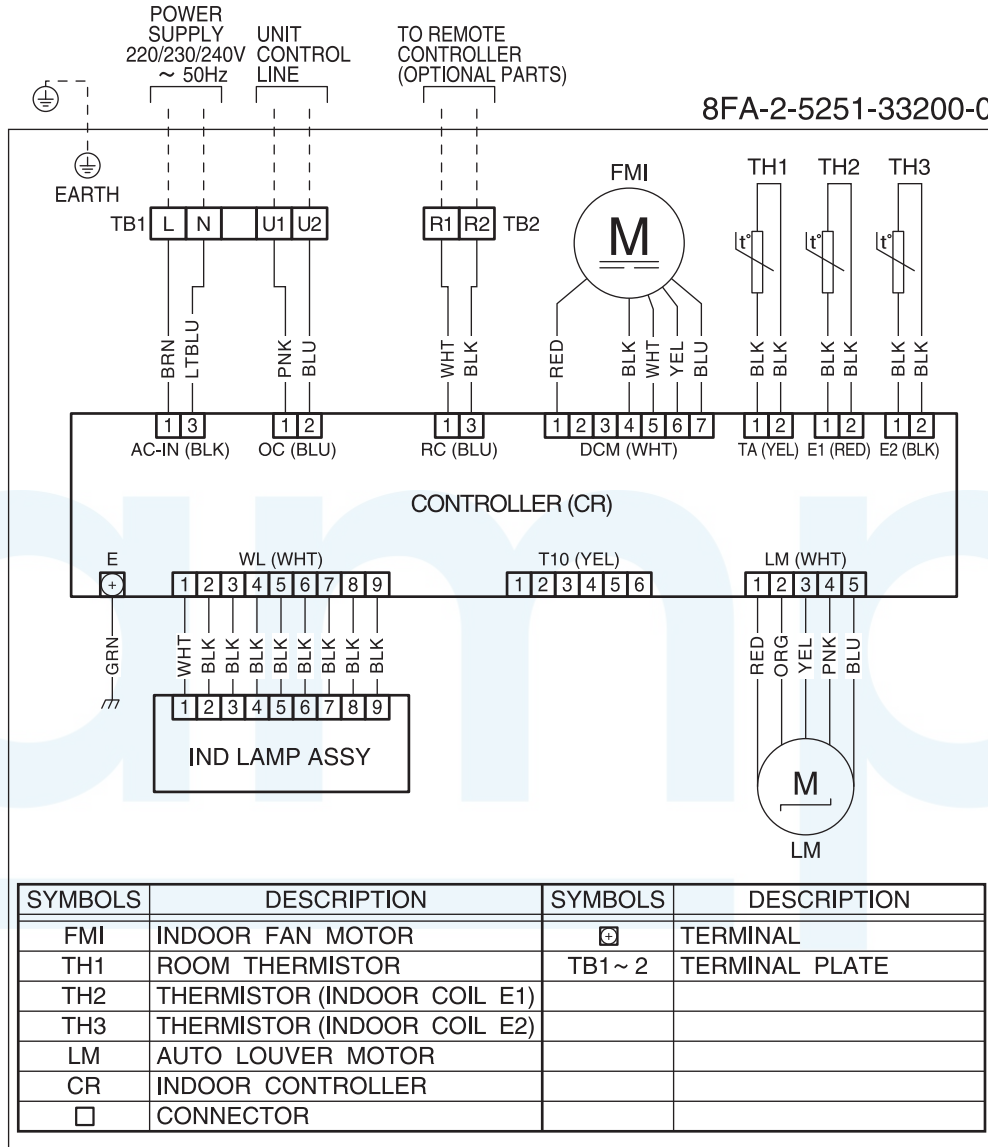 POWER
SUPPLY
220/230/240V
~ 50Hz
UNIT
CONTROL
LINE
TO REMOTE
CONTROLLER
(OPTIONAL PARTS)
8FA-2-5251-33200-0
EARTH
FMI
TH1 TH2 TH3
TB1 L N U1 U2
R1 R2 TB2
M
t° t° t°
BRN LTBLU PNK BLU WHT BLK RED BLK WHT YEL BLU BLK BLK BLK BLK BLK BLK
1 3 1 2 1 3 1 2 3 4 5 6 7 1 2 1 2 1 2
AC-IN (BLK) OC (BLU) RC (BLU) DCM (WHT) TA (YEL) E1 (RED) E2 (BLK)
CONTROLLER (CR)
E WL (WHT) T10 (YEL) LM (WHT)
1 2 3 4 5 6 7 8 9 1 2 3 4 5 6 1 2 3 4 5
GRN WHT BLK BLK BLK BLK BLK BLK BLK BLK RED ORG YEL PNK BLU
1 2 3 4 5 6 7 8 9
IND LAMP ASSY
M
LM
SYMBOLS DESCRIPTION SYMBOLS DESCRIPTION
FMI INDOOR FAN MOTOR TERMINAL
TH1 ROOM THERMISTOR TB1~ 2 TERMINAL PLATE
TH2 THERMISTOR (INDOOR COIL E1)
TH3 THERMISTOR (INDOOR COIL E2)
LM AUTO LOUVER MOTOR
CR INDOOR CONTROLLER
CONNECTOR